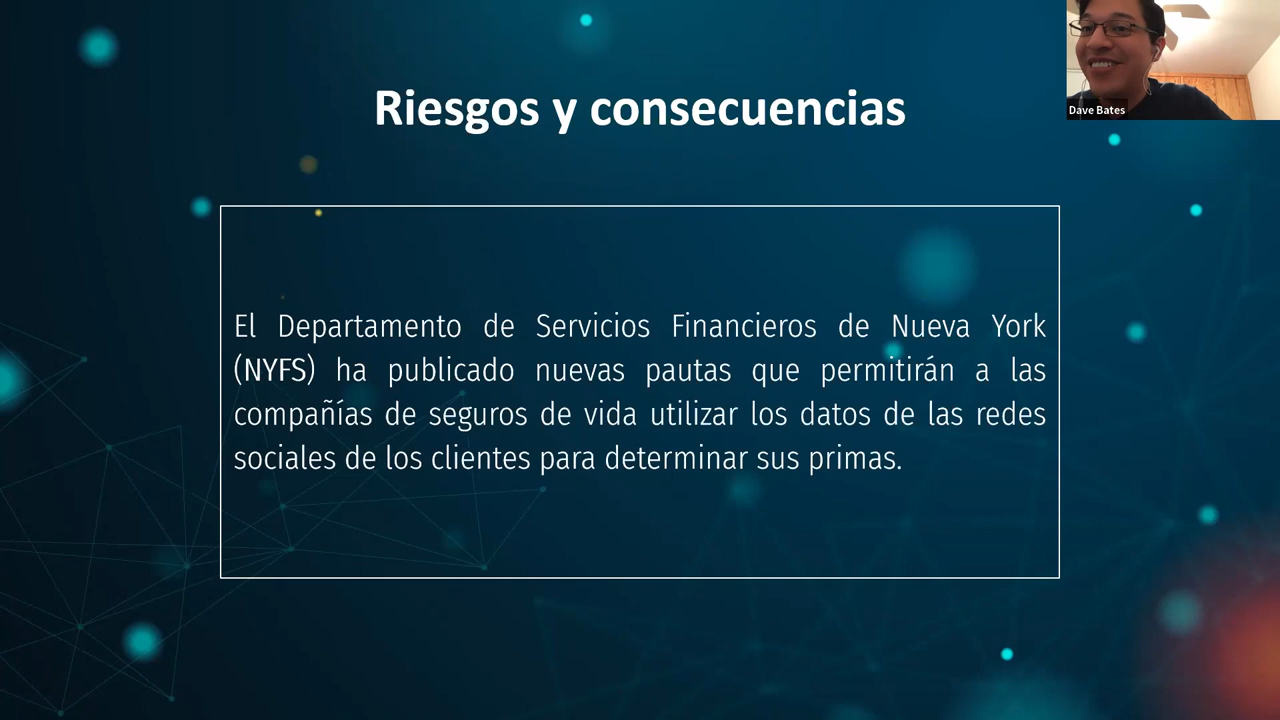 Riesgos y consecuencias
Dave Bates
El Departamento de Servicios Financieros de Nueva York
(NYFS) ha publicado nuevas pautas que permitirán a las
compañías de seguros de vida utilizar los datos de las redes
sociales de los clientes para determinar sus primas.